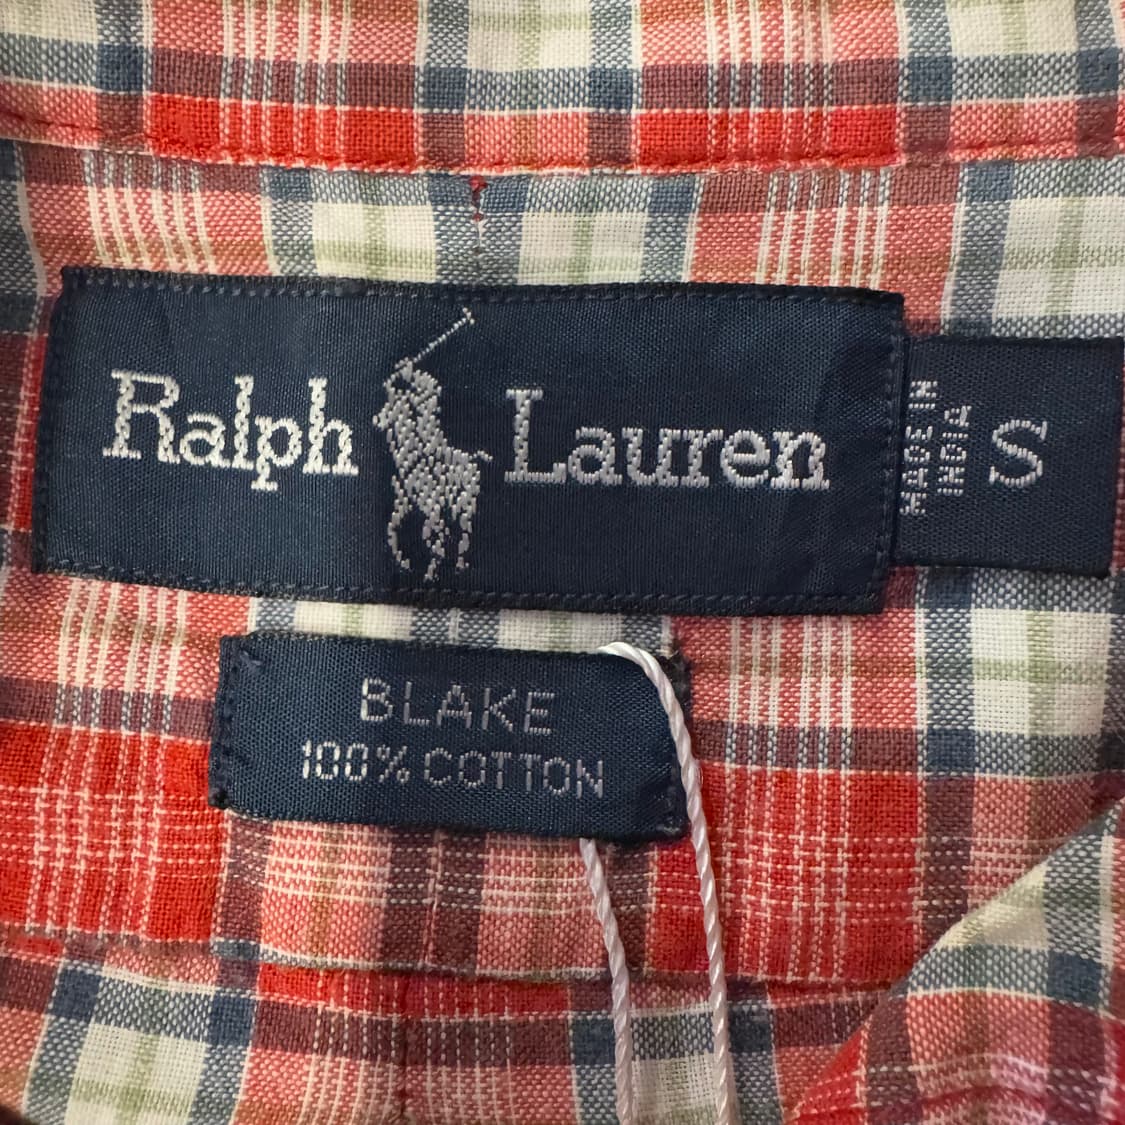 Ralph Lauren
MADE IN
INDIA
S
BLAKE
100% COTTON